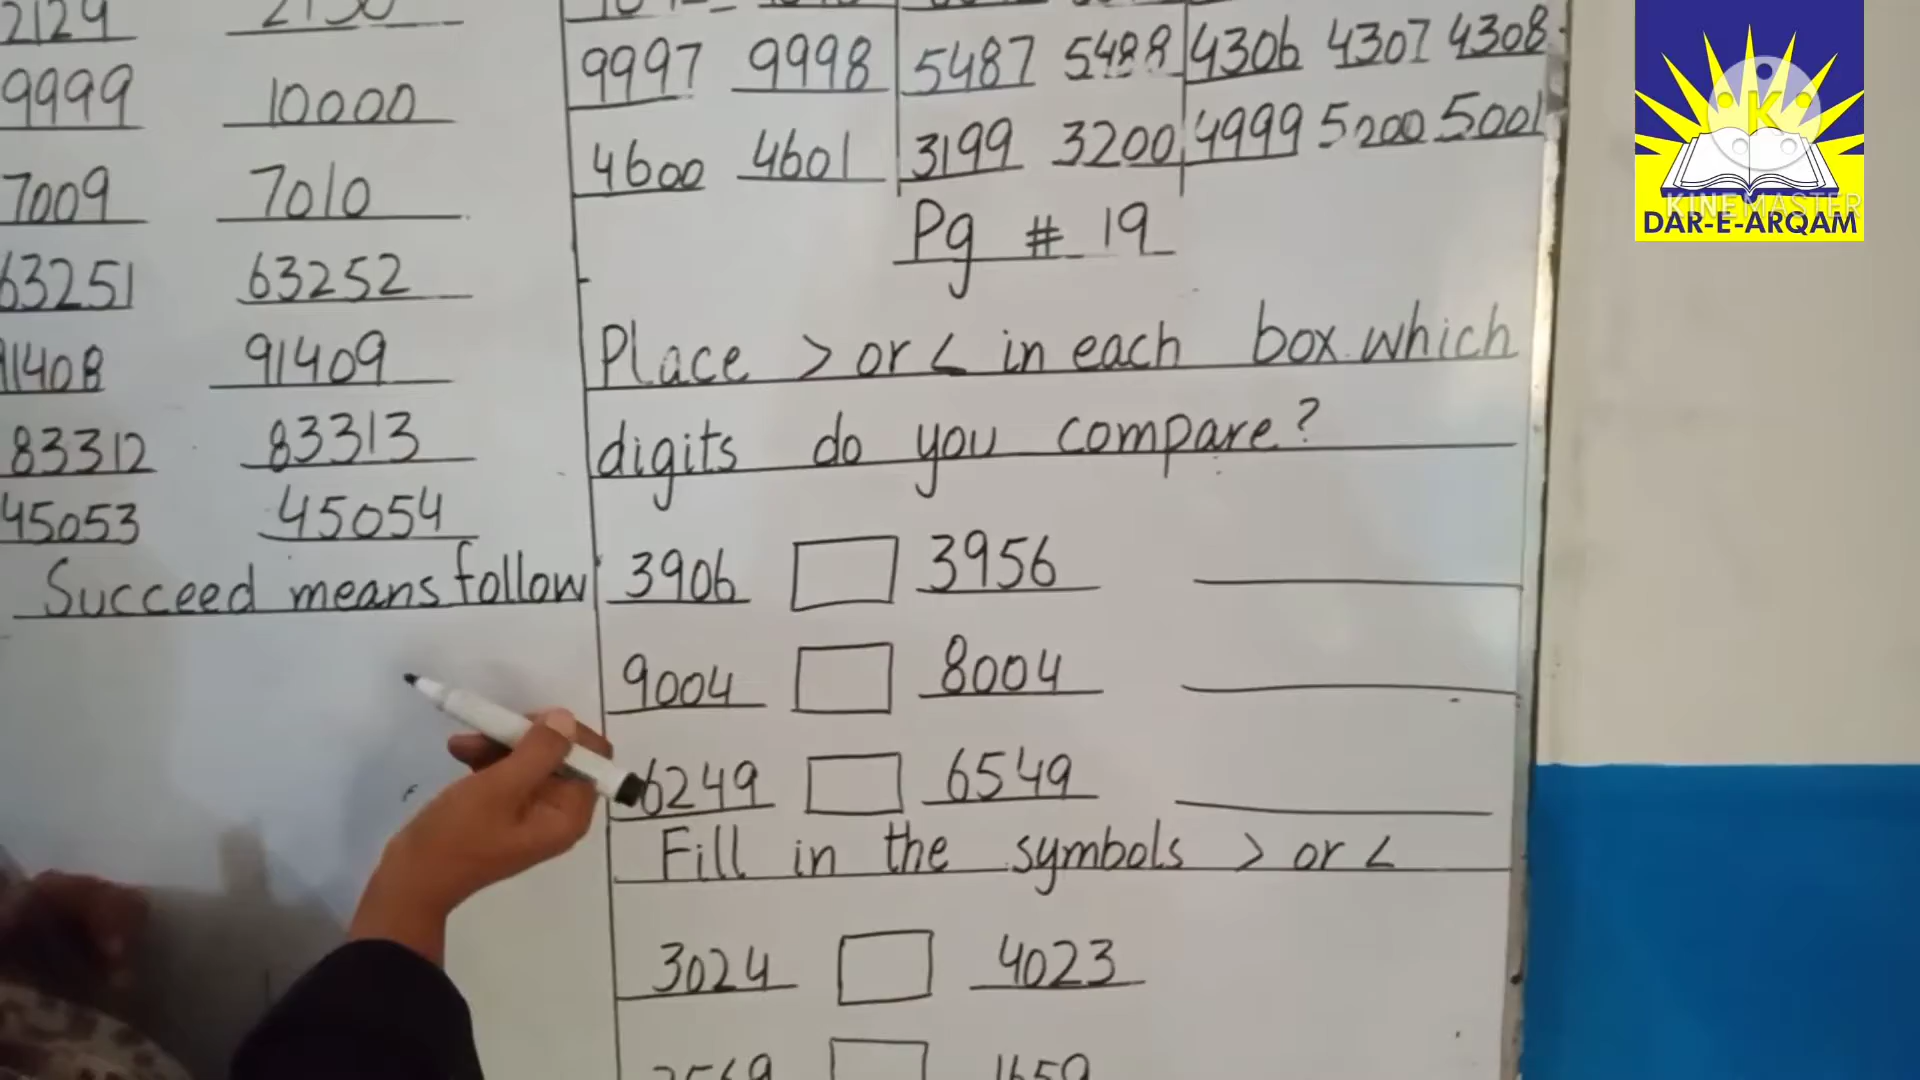 2129 2130
9999 10000
7009 7010
63251 63252
91408 91409
83312 83313
45053 45054
Succeed means follow
9997 9998 5487 5488 4306 4307 4308
4600 4601 3199 3200 4999 5200 5001
Pg # 19
Place > or < in each box which
digits do you compare?
3906 3956
9004 8004
6249 6549
Fill in the symbols > or <
3024 4023
1659
K
KINEMASTER
DAR-E-ARQAM